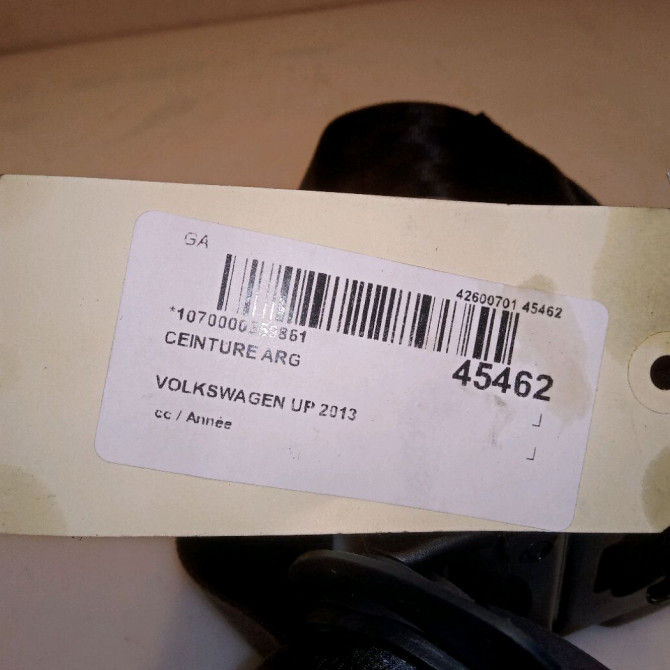 GA
42600701 45462
CEINTURE ARG
45462
VOLKSWAGEN UP 2013
cc / Année